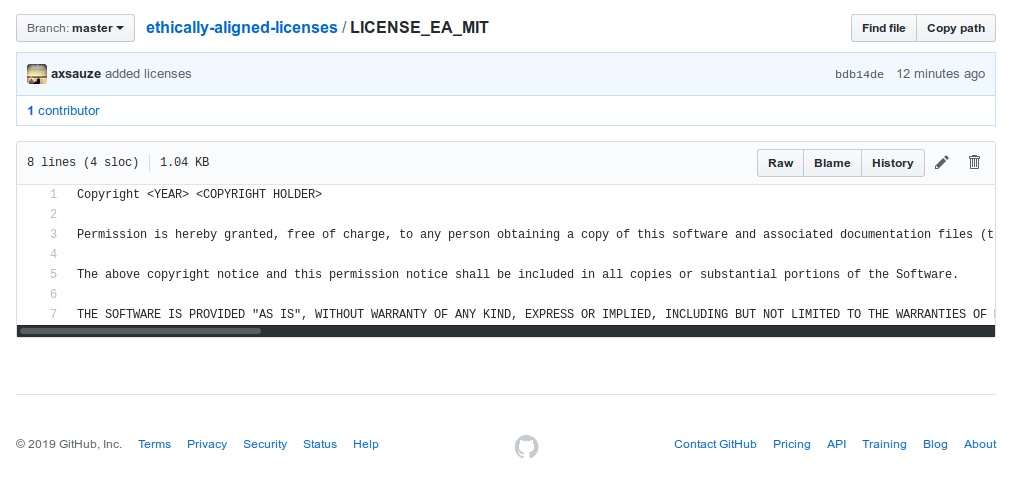 Branch: master ethically-aligned-licenses / LICENSE_EA_MIT Find file Copy path
axsauze added licenses bdb14de 12 minutes ago
1 contributor
8 lines (4 sloc) 1.04 KB Raw Blame History
1 Copyright <YEAR> <COPYRIGHT HOLDER>
2
3 Permission is hereby granted, free of charge, to any person obtaining a copy of this software and associated documentation files (t
4
5 The above copyright notice and this permission notice shall be included in all copies or substantial portions of the Software.
6
7 THE SOFTWARE IS PROVIDED "AS IS", WITHOUT WARRANTY OF ANY KIND, EXPRESS OR IMPLIED, INCLUDING BUT NOT LIMITED TO THE WARRANTIES OF
© 2019 GitHub, Inc. Terms Privacy Security Status Help Contact GitHub Pricing API Training Blog About